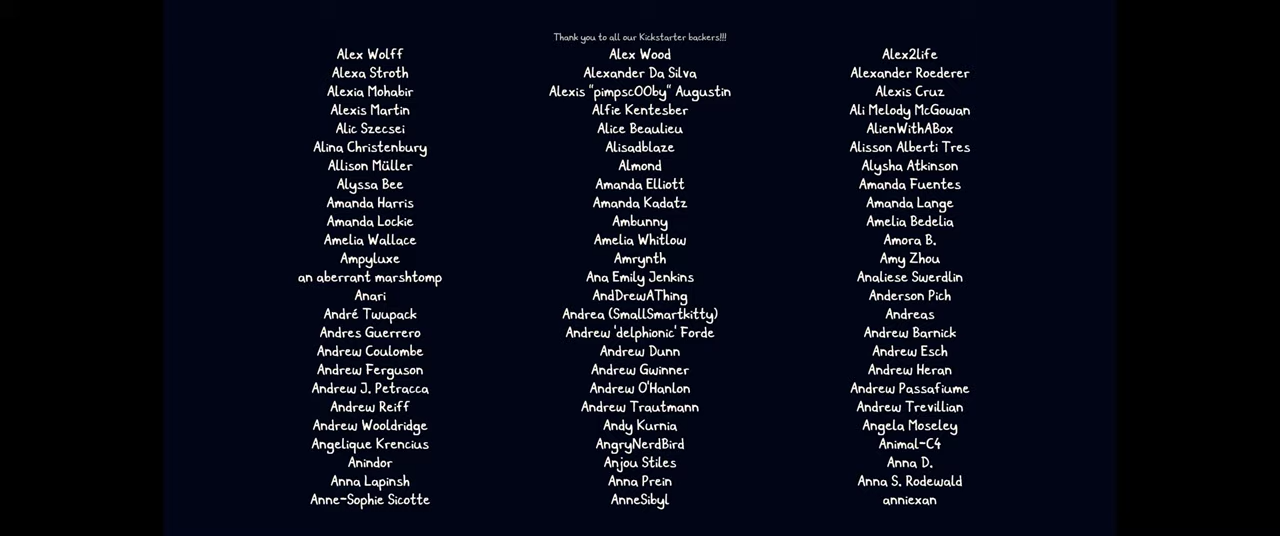 Thank you to all our Kickstarter backers!!!
Alex Wolff Alex Wood Alex2life
Alexa Stroth Alexander Da Silva Alexander Roederer
Alexia Mohabir Alexis "pimpscOOby" Augustin Alexis Cruz
Alexis Martin Alfie Kentesber Ali Melody McGowan
Alic Szecsei Alice Beaulieu AlienWithABox
Alina Christenbury Alisadblaze Alisson Alberti Tres
Allison Müller Almond Alysha Atkinson
Alyssa Bee Amanda Elliott Amanda Fuentes
Amanda Harris Amanda Kadatz Amanda Lange
Amanda Lockie Ambunny Amelia Bedelia
Amelia Wallace Amelia Whitlow Amora B.
Ampyluxe Amrynth Amy Zhou
an aberrant marshtomp Ana Emily Jenkins Analiese Swerdlin
Anari AndDrewAThing Anderson Pich
André Twupack Andrea (SmallSmartkitty) Andreas
Andres Guerrero Andrew 'delphionic' Forde Andrew Barnick
Andrew Coulombe Andrew Dunn Andrew Esch
Andrew Ferguson Andrew Gwinner Andrew Heran
Andrew J. Petracca Andrew O'Hanlon Andrew Passafiume
Andrew Reiff Andrew Trautmann Andrew Trevillian
Andrew Wooldridge Andy Kurnia Angela Moseley
Angelique Krencius AngryNerdBird Animal-C4
Anindor Anjou Stiles Anna D.
Anna Lapinsh Anna Prein Anna S. Rodewald
Anne-Sophie Sicotte AnneSibyl anniexan